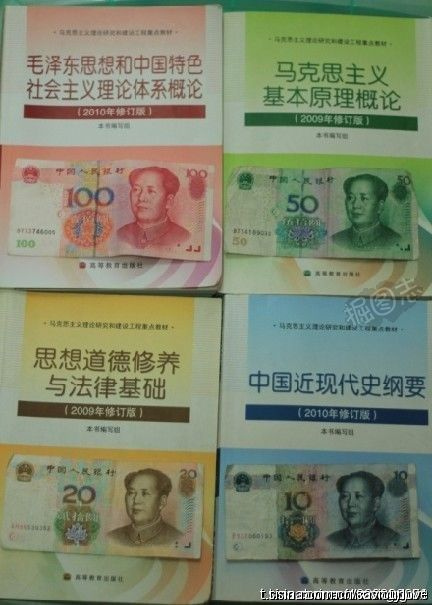 · 马克思主义理论研究和建设工程重点教材 ·
毛泽东思想和中国特色
社会主义理论体系概论
(2010年修订版)
本书编写组
中国人民银行
100
100
100
高等教育出版社
· 马克思主义理论研究和建设工程重点教材 ·
马克思主义
基本原理概论
(2009年修订版)
本书编写组
中国人民银行
50
50
50
高等教育出版社
掘图志
· 马克思主义理论研究和建设工程重点教材 ·
思想道德修养
与法律基础
(2009年修订版)
本书编写组
中国人民银行
20
20
高等教育出版社
· 马克思主义理论研究和建设工程重点教材 ·
中国近现代史纲要
(2010年修订版)
本书编写组
中国人民银行
10
10
高等教育出版社